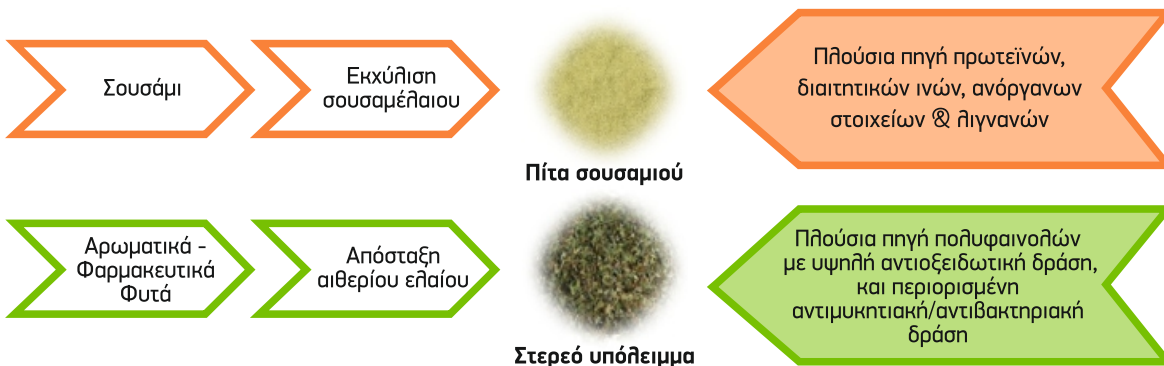 Σουσάμι
Εκχύλιση
σουσαμέλαιου
Πίτα σουσαμιού
Πλούσια πηγή πρωτεϊνών,
διαιτητικών ινών, ανόργανων
στοιχείων & λιγνανών
Αρωματικά -
Φαρμακευτικά
Φυτά
Απόσταξη
αιθερίου ελαίου
Στερεό υπόλειμμα
Πλούσια πηγή πολυφαινολών
με υψηλή αντιοξειδωτική δράση,
και περιορισμένη
αντιμυκητιακή/αντιβακτηριακή
δράση